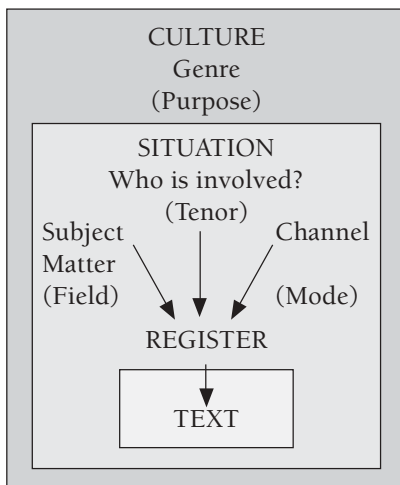 CULTURE
Genre
(Purpose)
SITUATION
Who is involved?
(Tenor)
Subject
Matter
(Field)
Channel
(Mode)
REGISTER
TEXT